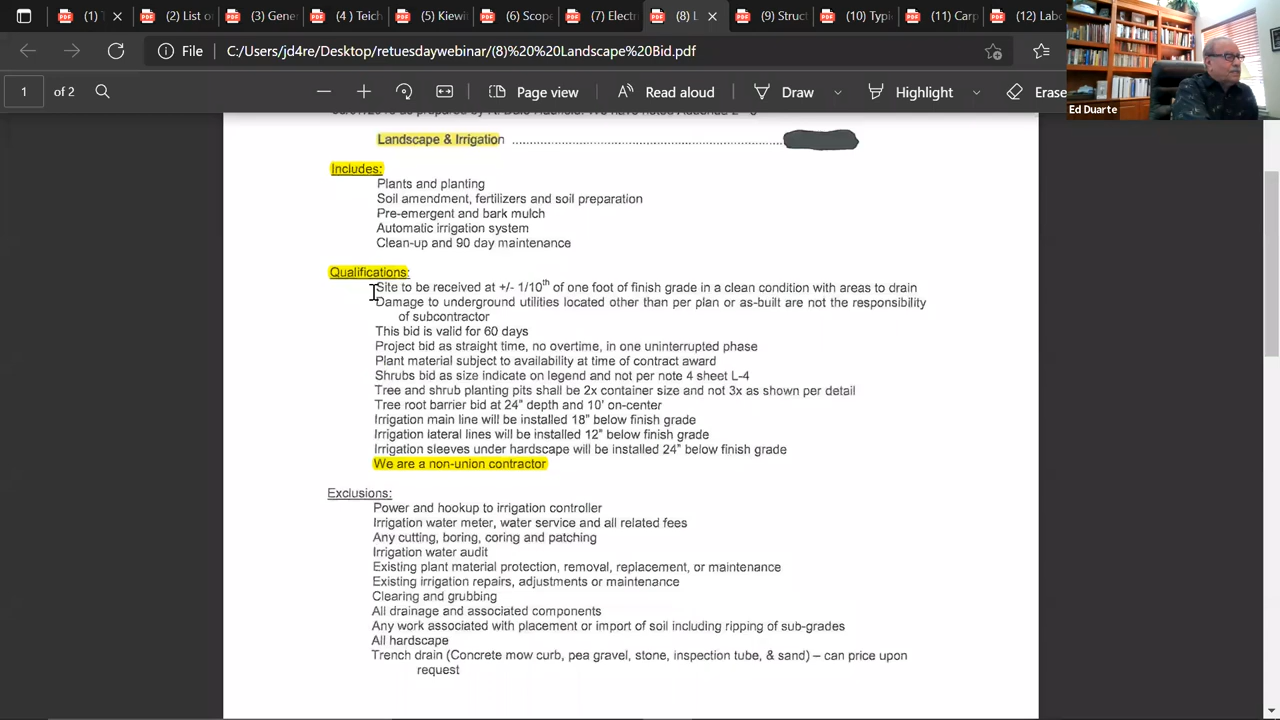 (1) T
(2) List o
(3) Gene
(4 ) Teich
(5) Kiew
(6) Scope
(7) Electr
(8) L
(9) Struct
(10) Typ
(11) Carp
(12) Labo
File C:/Users/jd4re/Desktop/retuesdaywebinar/(8)%20%20Landscape%20Bid.pdf
1 of 2 Page view Read aloud Draw Highlight Erase
Ed Duarte
Landscape & Irrigation
Includes:
Plants and planting
Soil amendment, fertilizers and soil preparation
Pre-emergent and bark mulch
Automatic irrigation system
Clean-up and 90 day maintenance
Qualifications:
Site to be received at +/- 1/10th of one foot of finish grade in a clean condition with areas to drain
Damage to underground utilities located other than per plan or as-built are not the responsibility
of subcontractor
This bid is valid for 60 days
Project bid as straight time, no overtime, in one uninterrupted phase
Plant material subject to availability at time of contract award
Shrubs bid as size indicate on legend and not per note 4 sheet L-4
Tree and shrub planting pits shall be 2x container size and not 3x as shown per detail
Tree root barrier bid at 24" depth and 10' on-center
Irrigation main line will be installed 18" below finish grade
Irrigation lateral lines will be installed 12" below finish grade
Irrigation sleeves under hardscape will be installed 24" below finish grade
We are a non-union contractor
Exclusions:
Power and hookup to irrigation controller
Irrigation water meter, water service and all related fees
Any cutting, boring, coring and patching
Irrigation water audit
Existing plant material protection, removal, replacement, or maintenance
Existing irrigation repairs, adjustments or maintenance
Clearing and grubbing
All drainage and associated components
Any work associated with placement or import of soil including ripping of sub-grades
All hardscape
Trench drain (Concrete mow curb, pea gravel, stone, inspection tube, & sand) – can price upon
request